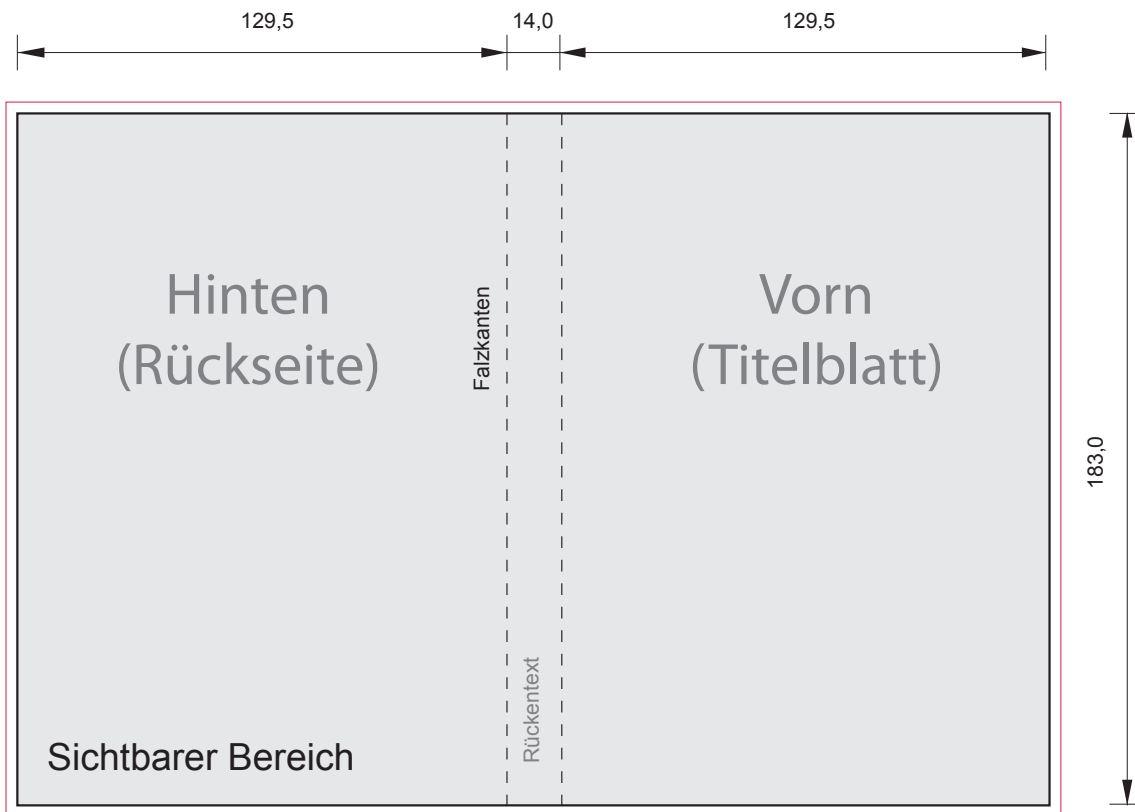 129,5
14,0
129,5
Hinten
(Rückseite)
Falzkanten
Vorn
(Titelblatt)
183,0
Rückentext
Sichtbarer Bereich